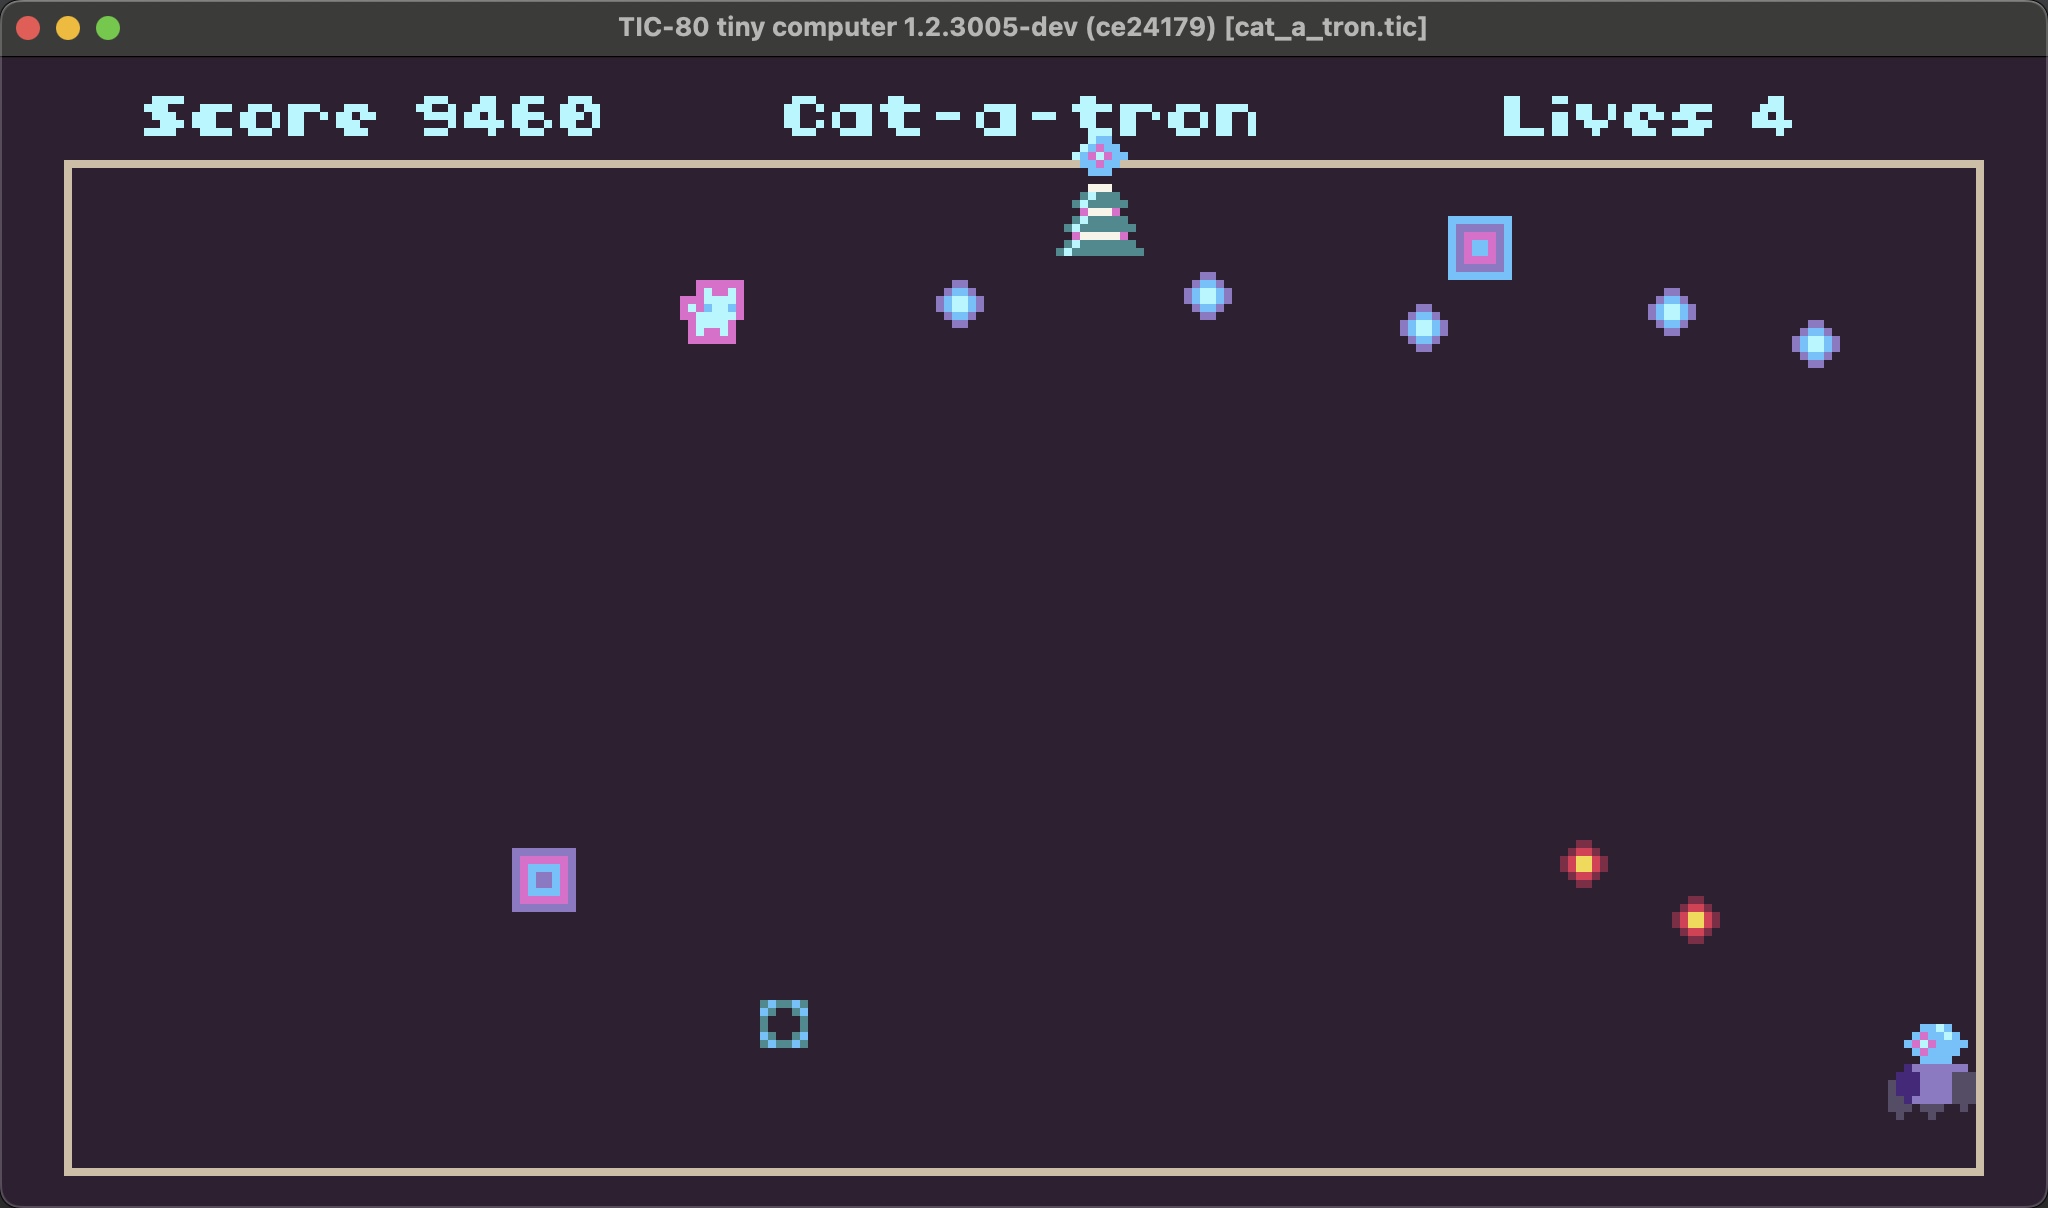 TIC-80 tiny computer 1.2.3005-dev (ce24179) [cat_a_tron.tic]
Score 9460 Cat-a-tron Lives 4